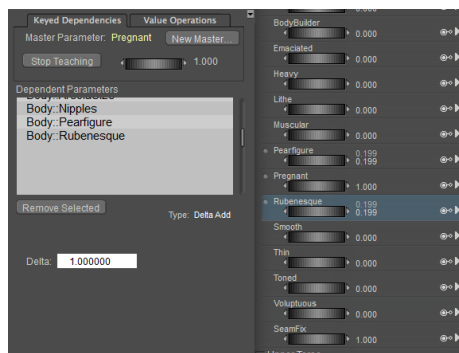 Keyed Dependencies Value Operations
Master Parameter: Pregnant New Master...
Stop Teaching 1.000
Dependent Parameters
Body::Nipples
Body::Pearfigure
Body::Rubenesque
Remove Selected
Type: Delta Add
Delta: 1.000000
BodyBuilder
0.000
Emaciated
0.000
Heavy
0.000
Lithe
0.000
Muscular
0.000
Pearfigure 0.199
0.199
Pregnant
1.000
Rubenesque 0.199
0.199
Smooth
0.000
Thin
0.000
Toned
0.000
Voluptuous
0.000
SeamFix
1.000